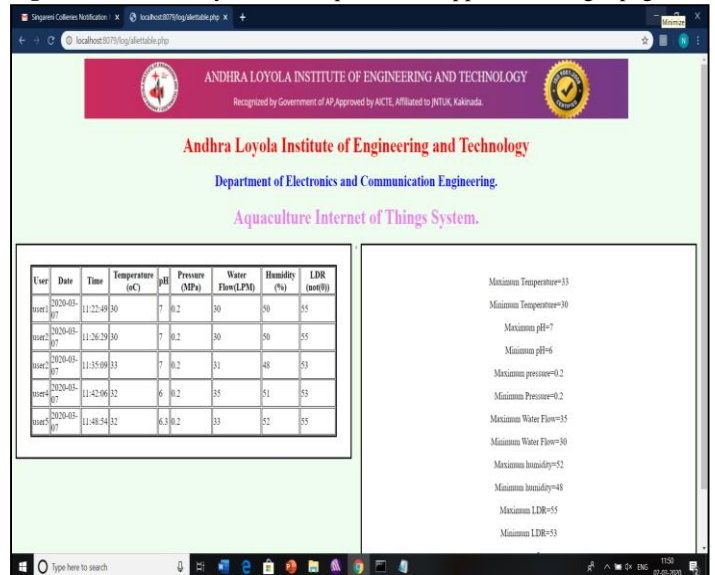 Singareni Colleries Notification
localhost:8079/log/alettable.php
Minimize
localhost:8079/log/alettable.php
ANDHRA LOYOLA INSTITUTE OF ENGINEERING AND TECHNOLOGY
Recognized by Government of AP,Approved by AICTE, Affiliated to JNTUK, Kakinada.
CERTIFIED
Andhra Loyola Institute of Engineering and Technology
Department of Electronics and Communication Engineering.
Aquaculture Internet of Things System.
User Date Time Temperature (oC) pH Pressure (MPa) Water Flow(LPM) Humidity (%) LDR (not(0))
user1 2020-03-07 11:22:49 30 7 0.2 30 50 55
user2 2020-03-07 11:26:29 30 7 0.2 30 50 55
user2 2020-03-07 11:35:09 33 7 0.2 31 48 53
user4 2020-03-07 11:42:06 32 6 0.2 35 51 53
user5 2020-03-07 11:48:54 32 6.3 0.2 33 52 55
Maximum Temperature=33
Minimum Temperature=30
Maximum pH=7
Minimum pH=6
Maximum pressure=0.2
Minimum Pressure=0.2
Maximum Water Flow=35
Minimum Water Flow=30
Maximum humidity=52
Minimum humidity=48
Maximum LDR=55
Minimum LDR=53
Type here to search
ENG
11:50
07-03-2020